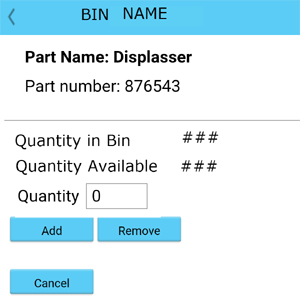 BIN NAME
Part Name: Displasser
Part number: 876543
Quantity in Bin ###
Quantity Available ###
Quantity 0
Add Remove
Cancel